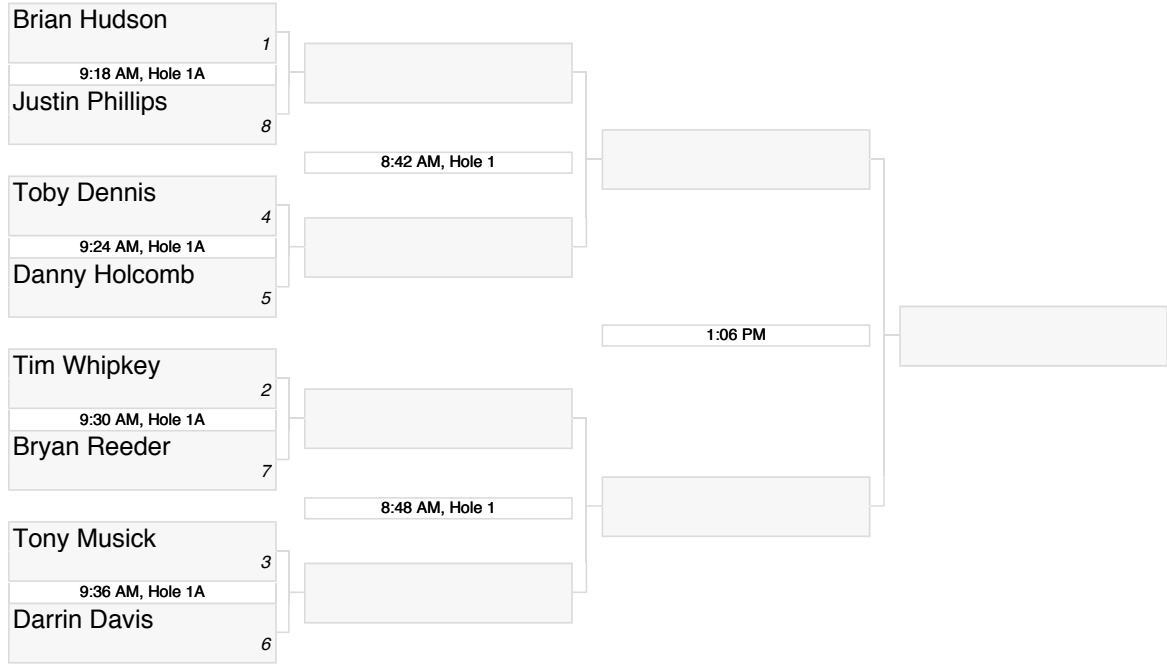 Brian Hudson
1
9:18 AM, Hole 1A
Justin Phillips
8
Toby Dennis
4
9:24 AM, Hole 1A
Danny Holcomb
5
Tim Whipkey
2
9:30 AM, Hole 1A
Bryan Reeder
7
Tony Musick
3
9:36 AM, Hole 1A
Darrin Davis
6
8:42 AM, Hole 1
8:48 AM, Hole 1
1:06 PM